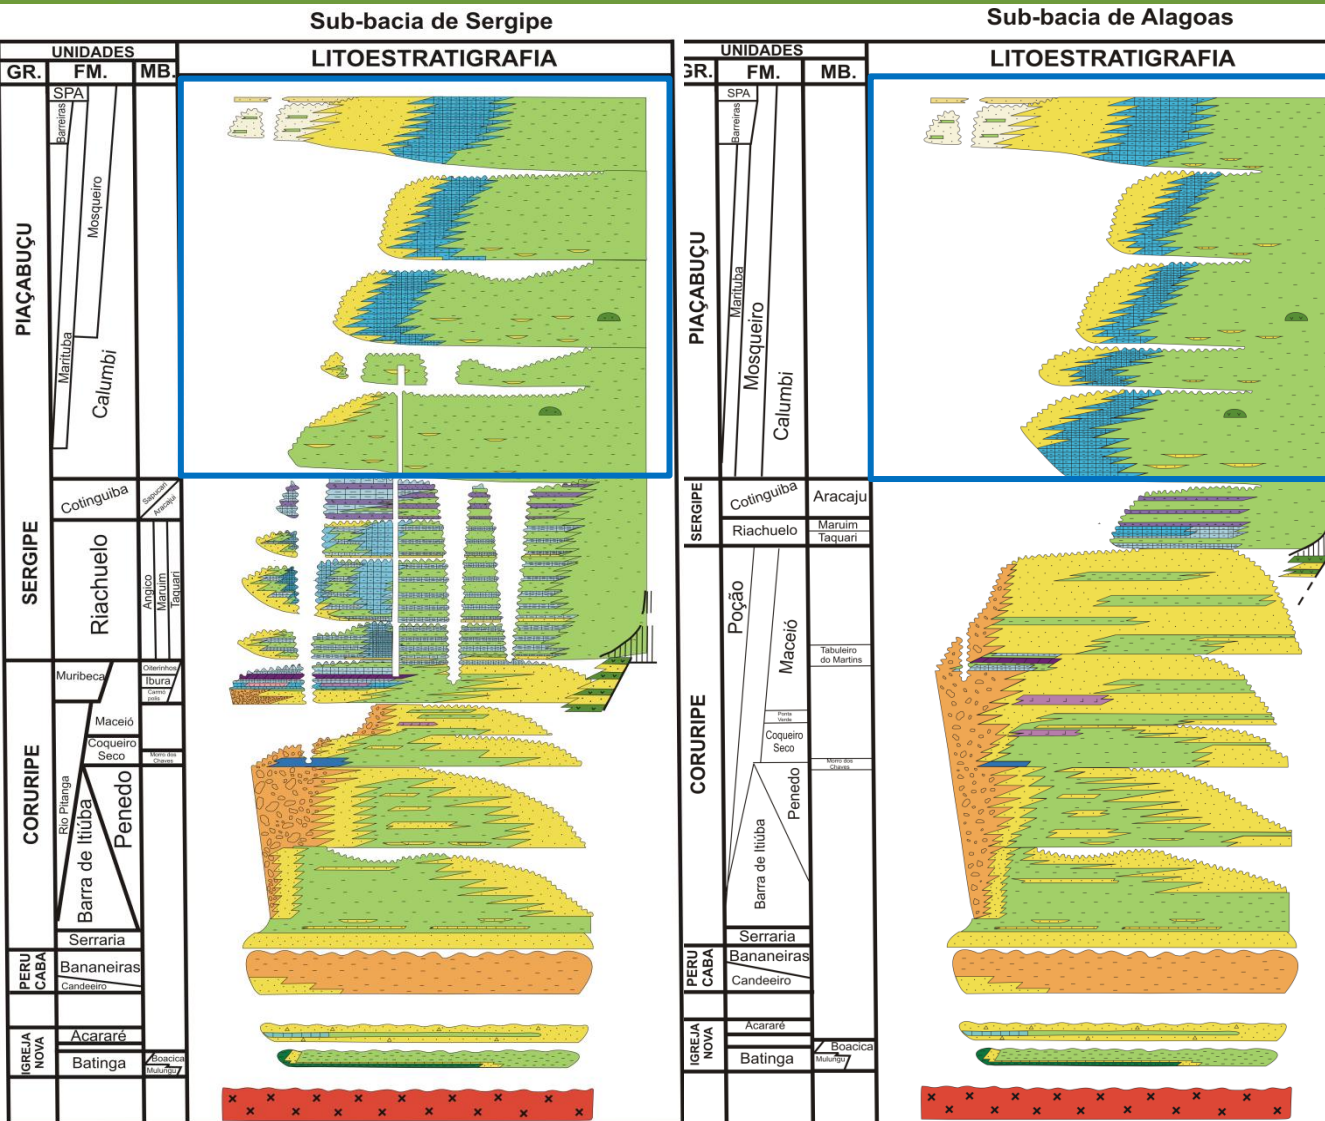 Sub-bacia de Sergipe
UNIDADES
LITOESTRATIGRAFIA
GR.
FM.
MB.
SPA
Barreiras
Mosqueiro
Marituba
Calumbi
PIAÇABUÇU
Cotinguiba
Sapucari
Aracaju
SERGIPE
Riachuelo
Angico
Maruim
Taquari
Muribeca
Oiterinhos
Ibura
Carmó
polis
Maceió
Coqueiro
Seco
Morro dos
Chaves
CORURIPE
Rio Pitanga
Barra de Itiúba
Penedo
Serraria
PERU
CABA
Bananeiras
Candeeiro
IGREJA
NOVA
Acararé
Batinga
Boacica
Mulungu
Sub-bacia de Alagoas
UNIDADES
LITOESTRATIGRAFIA
GR.
FM.
MB.
SPA
Barreiras
Marituba
Mosqueiro
Calumbi
PIAÇABUÇU
SERGIPE
Cotinguiba
Aracaju
Riachuelo
Maruim
Taquari
Poção
Maceió
Tabuleiro
do Martins
Ponta
Verde
Coqueiro
Seco
Morro dos
Chaves
CORURIPE
Penedo
Barra de Itiúba
Serraria
PERU
CABA
Bananeiras
Candeeiro
IGREJA
NOVA
Acararé
Batinga
Boacica
Mulungu